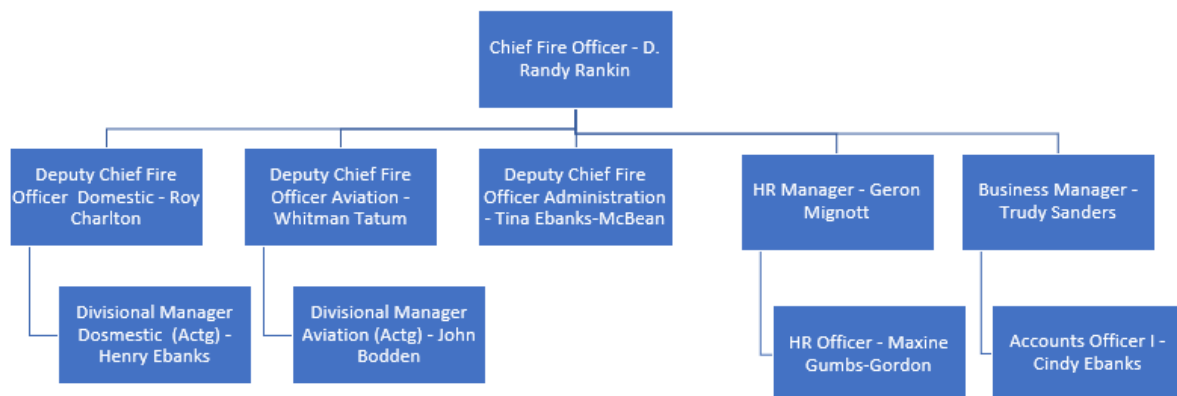 Chief Fire Officer - D.
Randy Rankin
Deputy Chief Fire
Officer  Domestic - Roy
Charlton
Deputy Chief Fire
Officer Aviation -
Whitman Tatum
Deputy Chief Fire
Officer Administration
- Tina Ebanks-McBean
HR Manager - Geron
Mignott
Business Manager -
Trudy Sanders
Divisional Manager
Dosmestic  (Actg) -
Henry Ebanks
Divisional Manager
Aviation (Actg) - John
Bodden
HR Officer - Maxine
Gumbs-Gordon
Accounts Officer I -
Cindy Ebanks